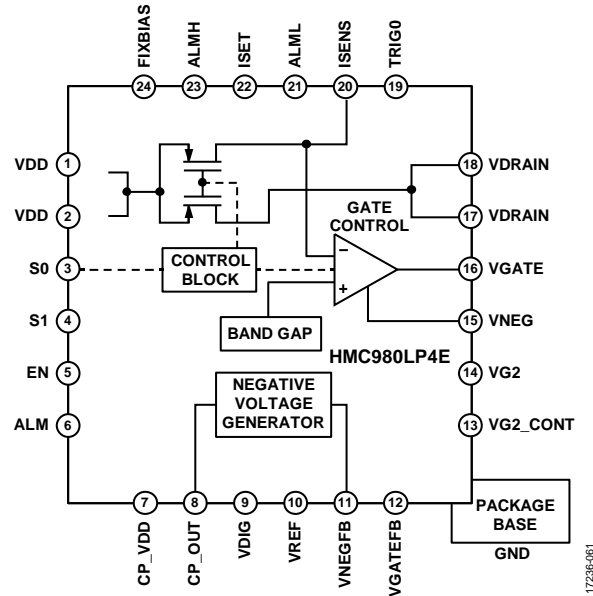 FIXBIAS
ALMH
ISET
ALML
ISENS
TRIG0
24
23
22
21
20
19
VDD 1
18 VDRAIN
VDD 2
17 VDRAIN
GATE
CONTROL
S0 3
CONTROL
BLOCK
−
+
16 VGATE
S1 4
BAND GAP
15 VNEG
HMC980LP4E
EN 5
14 VG2
NEGATIVE
VOLTAGE
GENERATOR
ALM 6
13 VG2_CONT
7
8
9
10
11
12
CP_VDD
CP_OUT
VDIG
VREF
VNEGFB
VGATEFB
PACKAGE
BASE
GND
17236-061